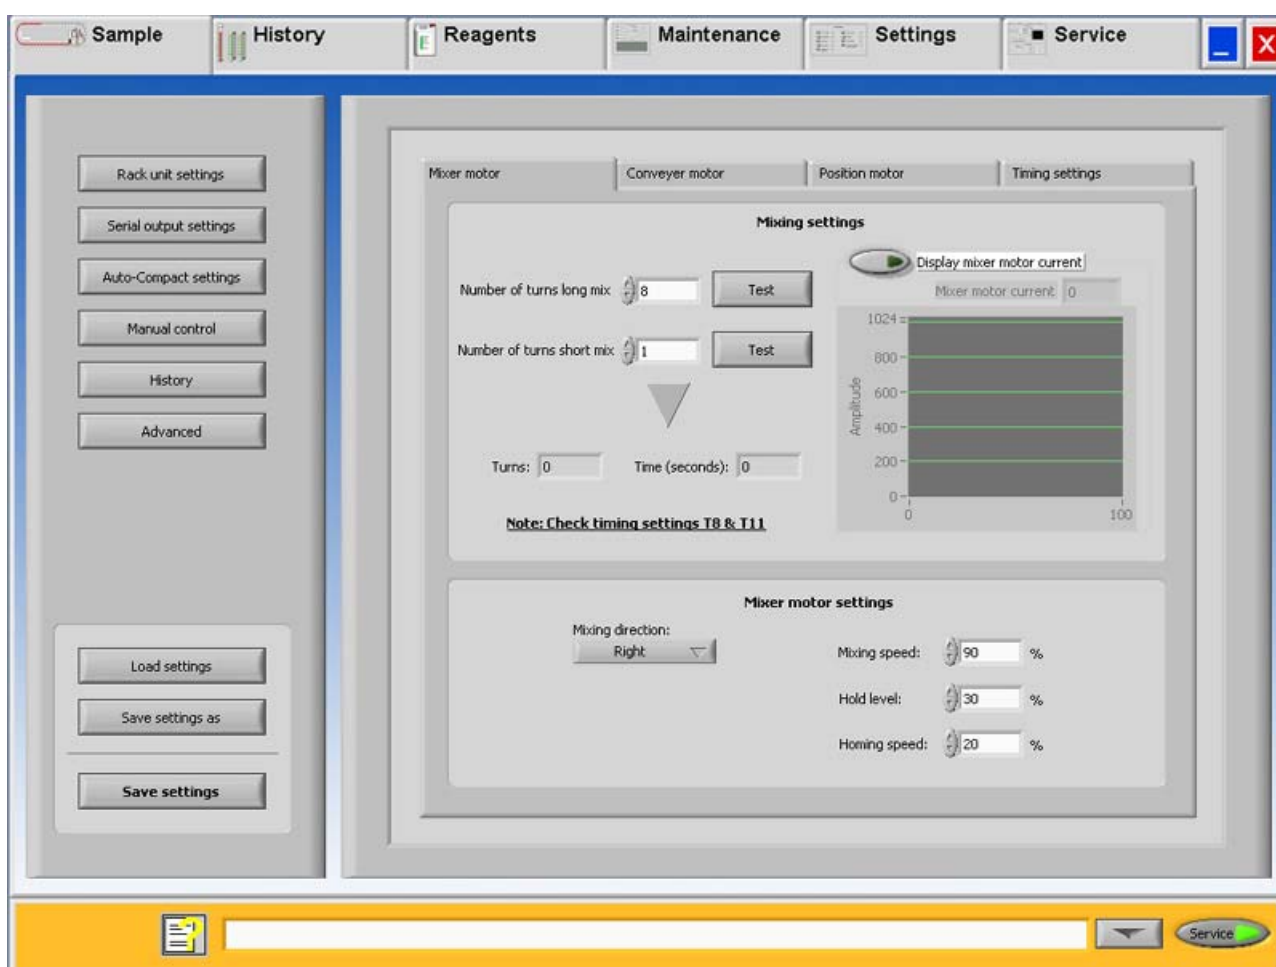 Sample
History
Reagents
Maintenance
Settings
Service
_
X
Rack unit settings
Serial output settings
Auto-Compact settings
Manual control
History
Advanced
Load settings
Save settings as
Save settings
Mixer motor
Conveyer motor
Position motor
Timing settings
Mixing settings
Number of turns long mix 8 Test
Number of turns short mix 1 Test
Turns: 0 Time (seconds): 0
Note: Check timing settings T8 & T11
Display mixer motor current
Mixer motor current 0
Amplitude
1024
800
600
400
200
0
0 100
Mixer motor settings
Mixing direction:
Right
Mixing speed: 90 %
Hold level: 30 %
Homing speed: 20 %
Service